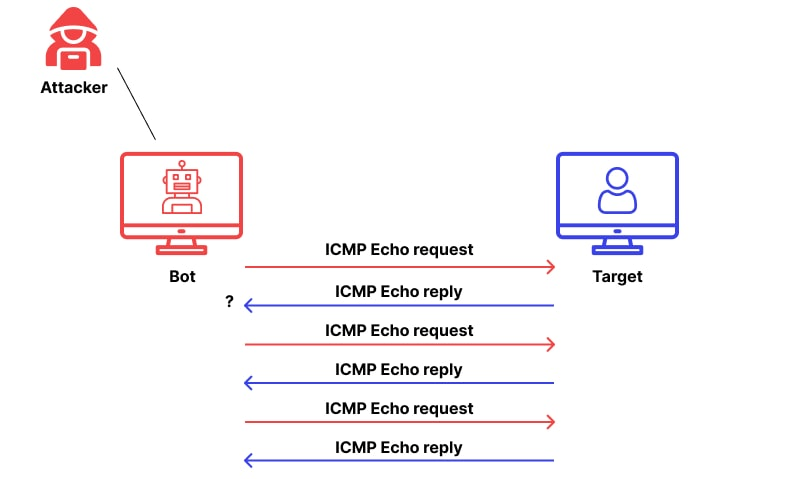 Attacker
ICMP Echo request
Bot
Target
ICMP Echo reply
?
ICMP Echo request
ICMP Echo reply
ICMP Echo request
ICMP Echo reply